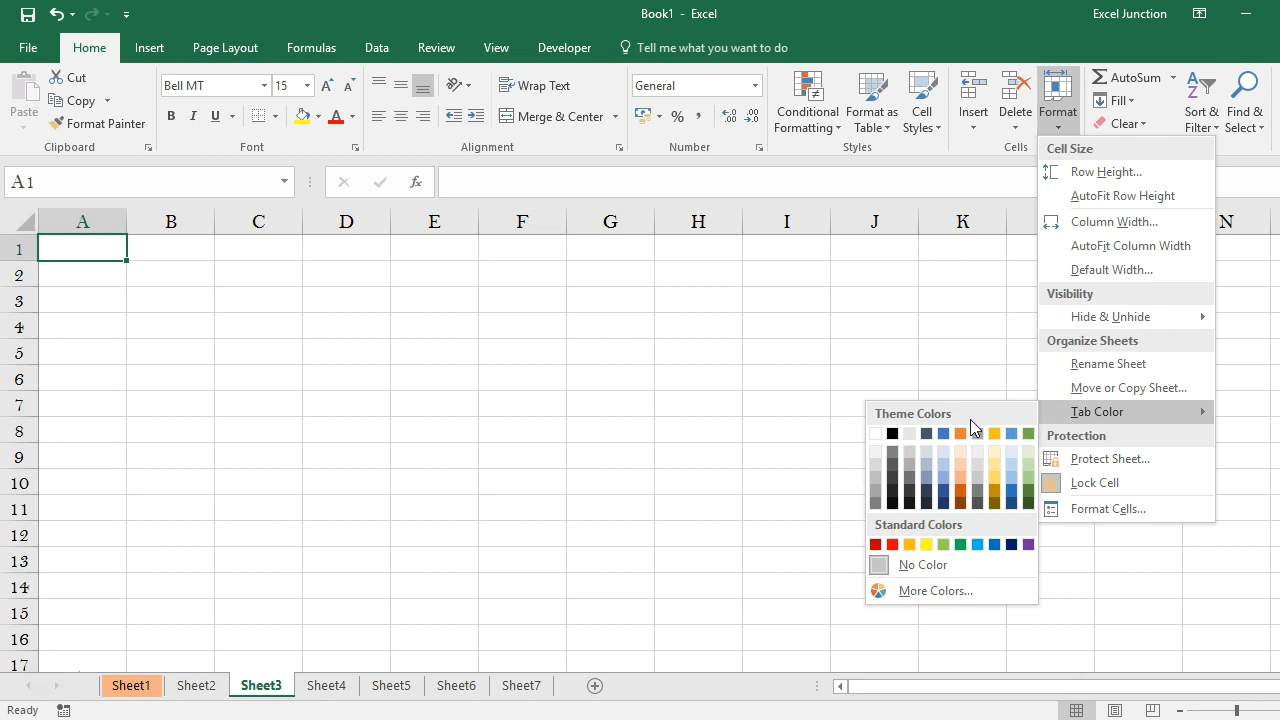 Book1 - Excel
Excel Junction
File Home Insert Page Layout Formulas Data Review View Developer Tell me what you want to do
Paste
Cut
Copy
Format Painter
Clipboard
Bell MT 15
B I U
Font
Wrap Text
Merge & Center
Alignment
General
% ,
Number
Conditional Formatting
Format as Table
Cell Styles
Styles
Insert
Delete
Format
Cells
AutoSum
Fill
Clear
Sort & Filter
Find & Select
A1
fx
A B C D E F G H I J K N
1
2
3
4
5
6
7
8
9
10
11
12
13
14
15
16
17
Cell Size
Row Height...
AutoFit Row Height
Column Width...
AutoFit Column Width
Default Width...
Visibility
Hide & Unhide
Organize Sheets
Rename Sheet
Move or Copy Sheet...
Tab Color
Protection
Protect Sheet...
Lock Cell
Format Cells...
Theme Colors
Standard Colors
No Color
More Colors...
Sheet1 Sheet2 Sheet3 Sheet4 Sheet5 Sheet6 Sheet7
Ready